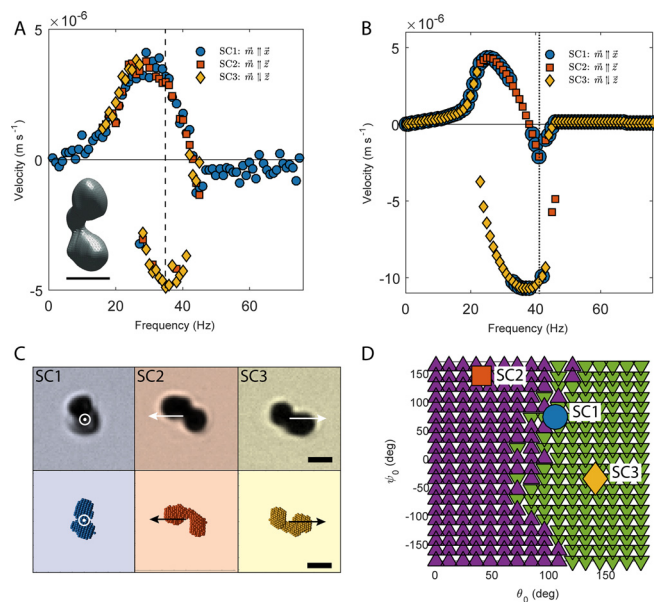 A
×10⁻⁶
5
0
-5
0
20
40
60
Velocity (m s⁻¹)
Frequency (Hz)
SC1:
SC2:
SC3:
B
×10⁻⁶
5
0
-5
-10
0
20
40
60
Velocity (m s⁻¹)
Frequency (Hz)
SC1:
SC2:
SC3:
C
SC1
SC2
SC3
D
150
100
50
0
-50
-100
-150
0
50
100
150
ψ₀ (deg)
θ₀ (deg)
SC2
SC1
SC3